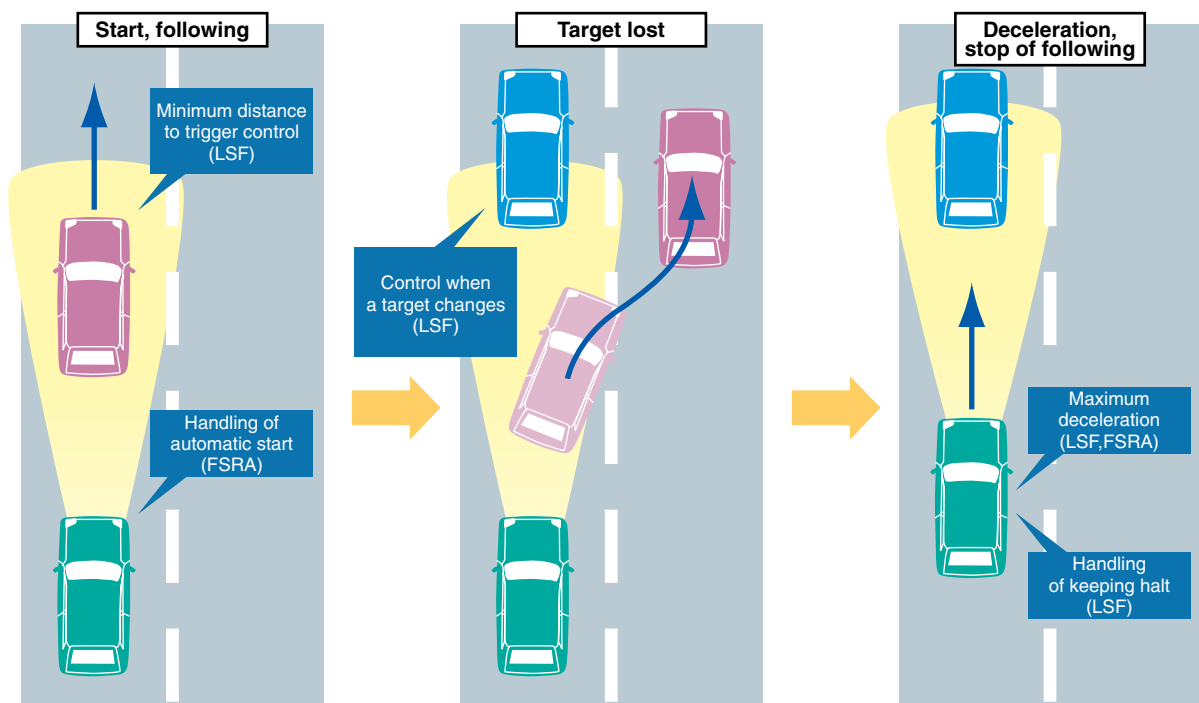 Start, following
Minimum distance
to trigger control
(LSF)
Handling of
automatic start
(FSRA)
Target lost
Control when
a target changes
(LSF)
Deceleration,
stop of following
Maximum
deceleration
(LSF,FSRA)
Handling
of keeping halt
(LSF)